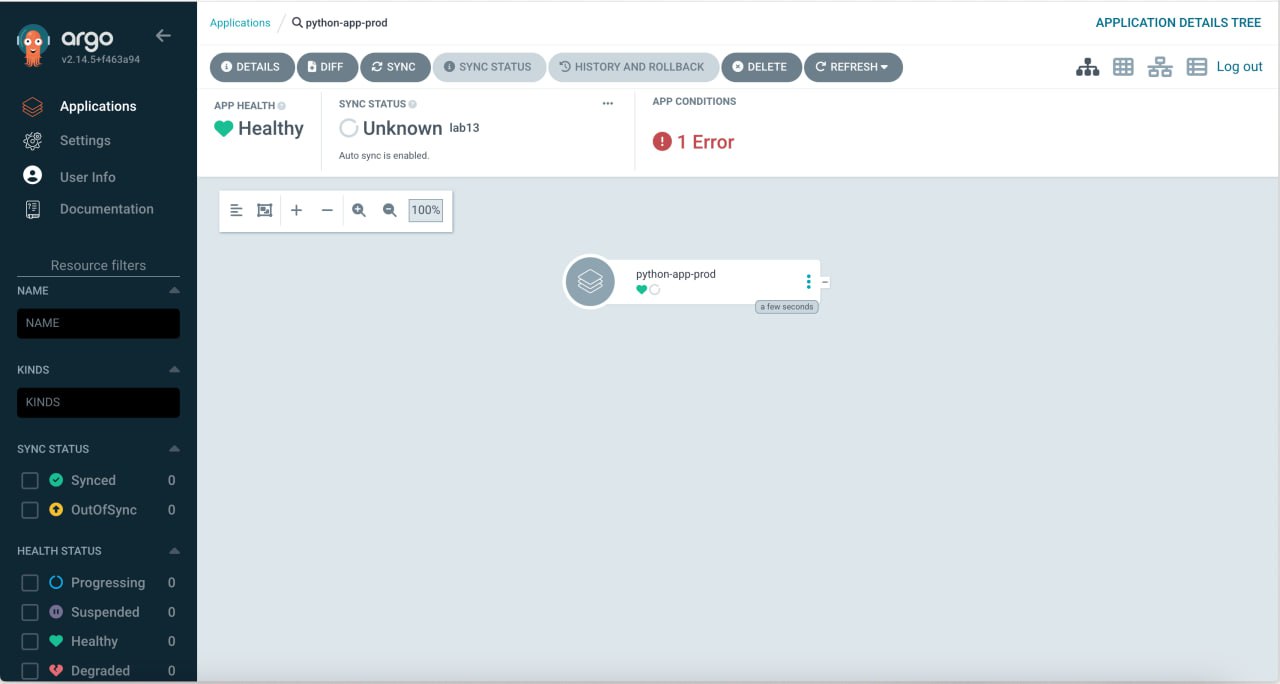 argo
v2.14.5+f463a94
Applications
Settings
User Info
Documentation
Resource filters
NAME
NAME
KINDS
KINDS
SYNC STATUS
Synced 0
OutOfSync 0
HEALTH STATUS
Progressing 0
Suspended 0
Healthy 0
Degraded 0
Applications / python-app-prod
APPLICATION DETAILS TREE
DETAILS DIFF SYNC SYNC STATUS HISTORY AND ROLLBACK DELETE REFRESH
Log out
APP HEALTH
Healthy
SYNC STATUS
Unknown lab13
Auto sync is enabled.
APP CONDITIONS
1 Error
100%
python-app-prod
a few seconds